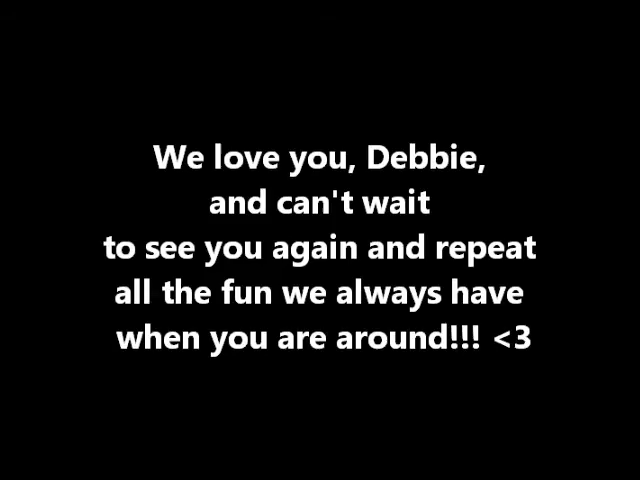 We love you, Debbie,
and can't wait
to see you again and repeat
all the fun we always have
when you are around!!! <3